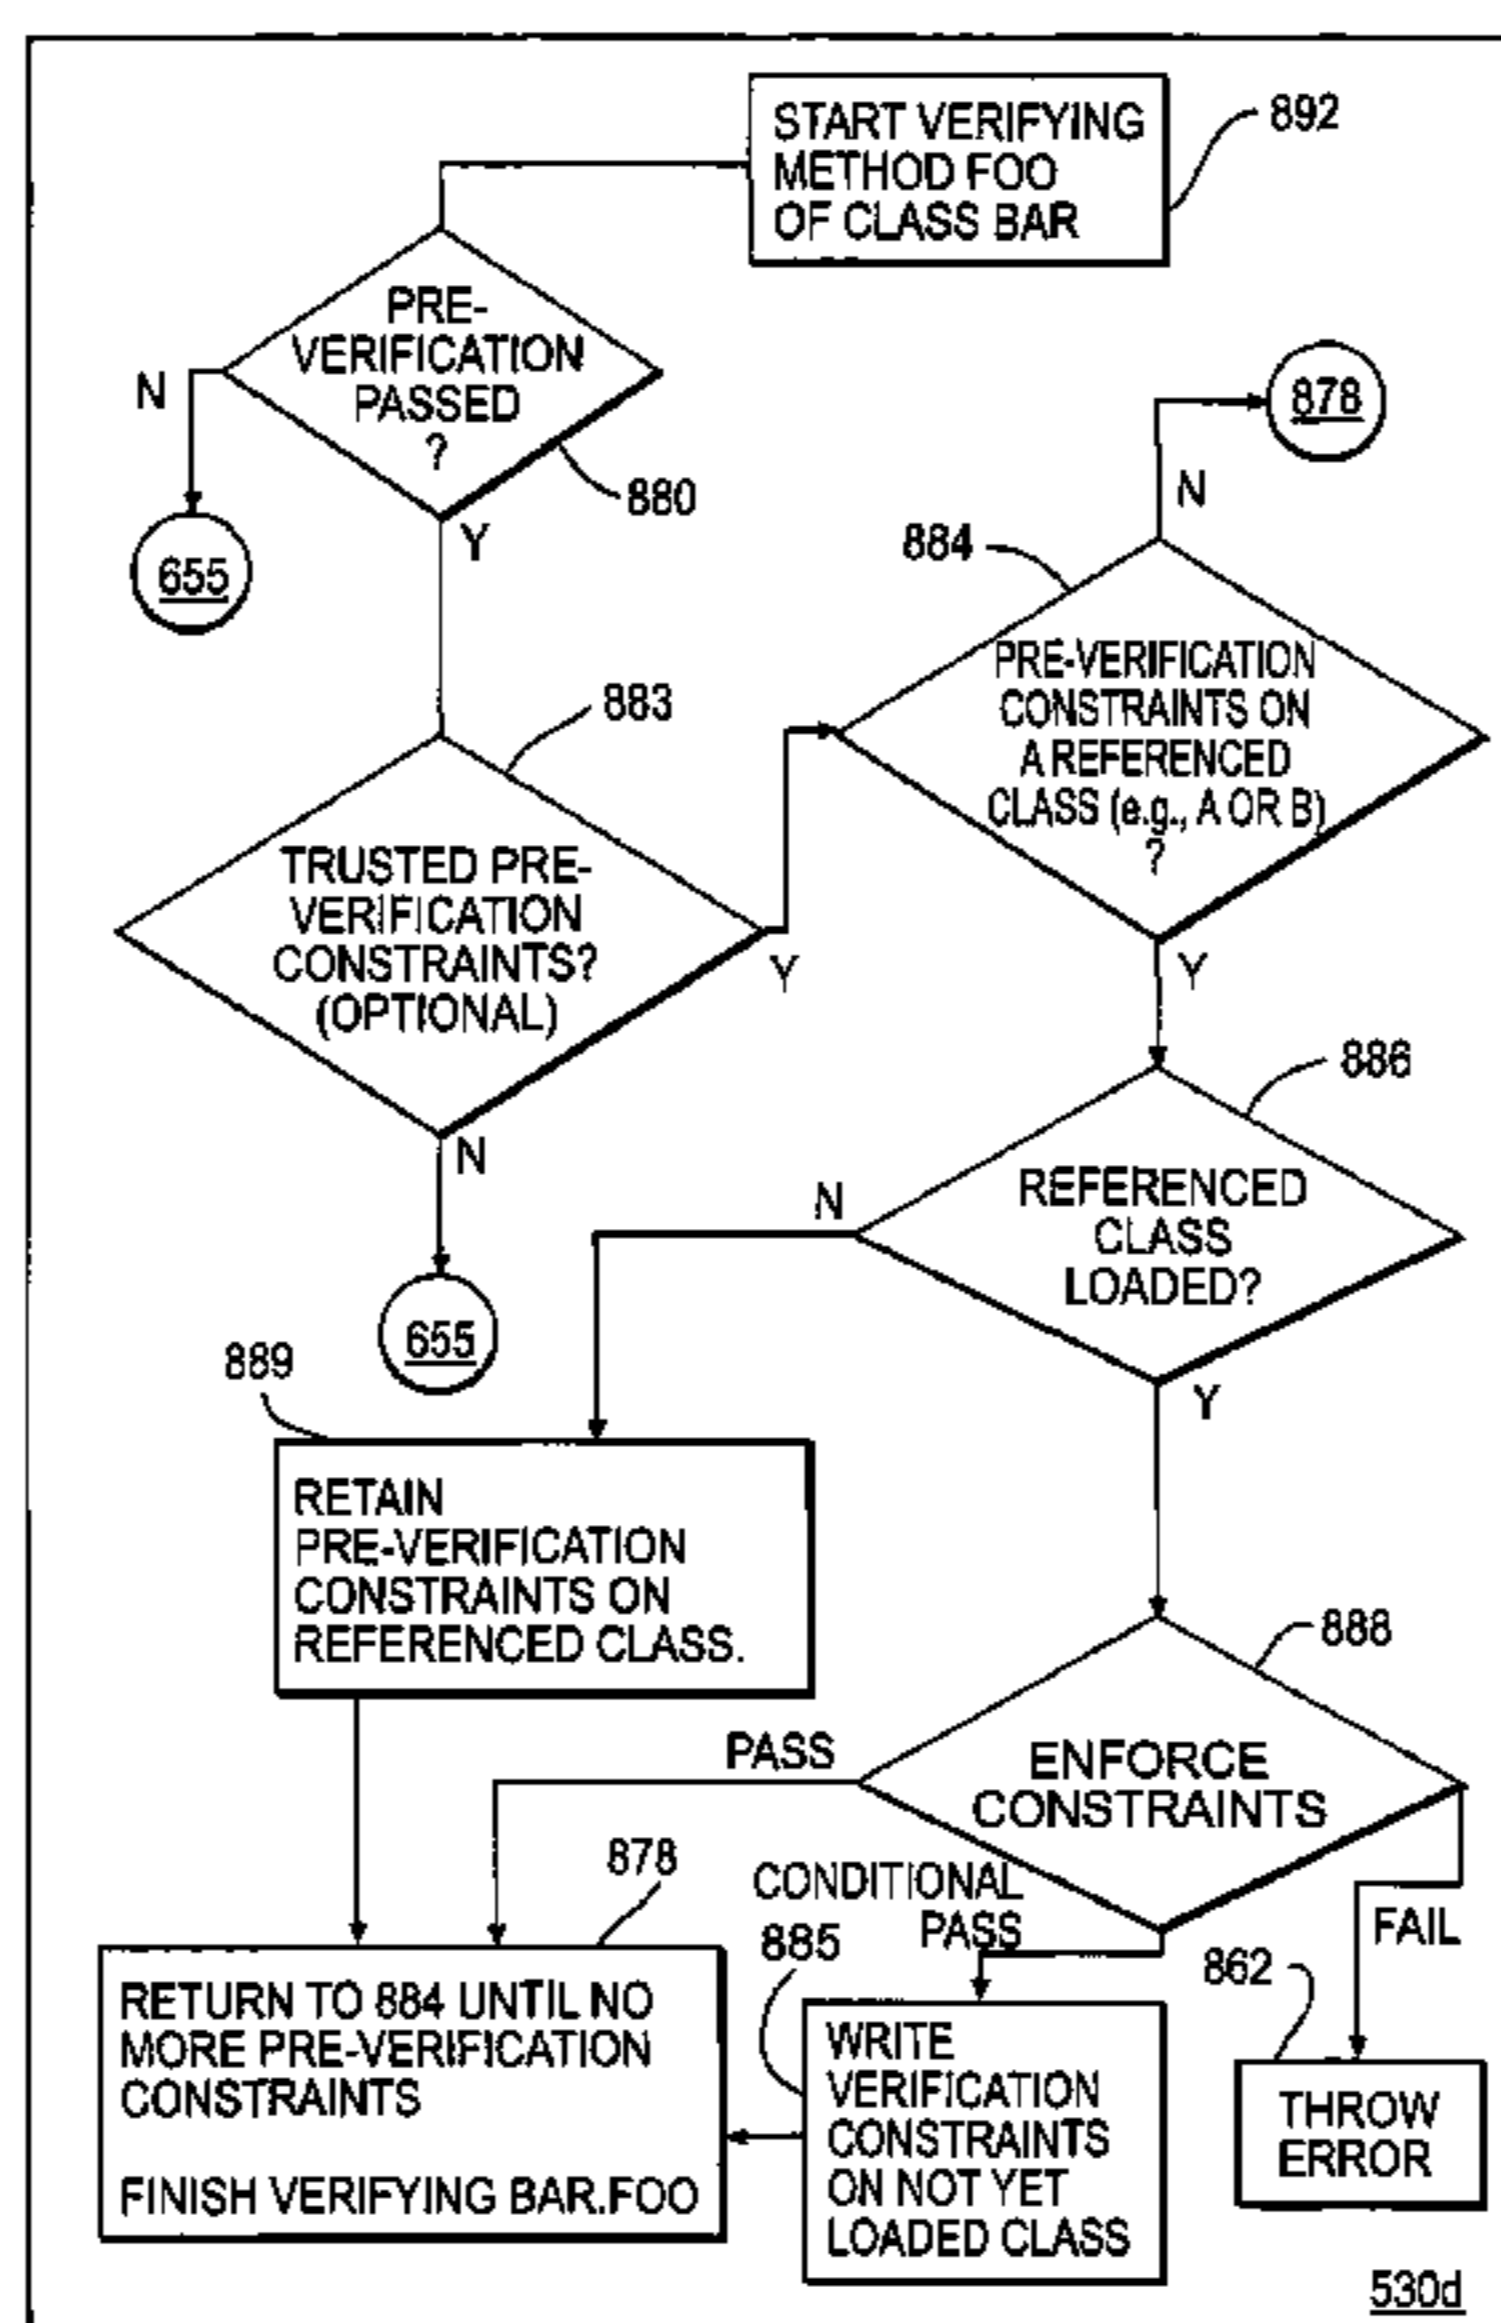 START VERIFYING
METHOD FOO
OF CLASS BAR
892
PRE-
VERIFICATION
PASSED
?
N
880
Y
655
878
N
884
PRE-VERIFICATION
CONSTRAINTS ON
A REFERENCED
CLASS (e.g., A OR B)
?
Y
883
TRUSTED PRE-
VERIFICATION
CONSTRAINTS?
(OPTIONAL)
Y
N
655
886
REFERENCED
CLASS
LOADED?
N
Y
889
RETAIN
PRE-VERIFICATION
CONSTRAINTS ON
REFERENCED CLASS.
888
ENFORCE
CONSTRAINTS
PASS
CONDITIONAL
PASS
FAIL
878
RETURN TO 884 UNTIL NO
MORE PRE-VERIFICATION
CONSTRAINTS
FINISH VERIFYING BAR.FOO
885
WRITE
VERIFICATION
CONSTRAINTS
ON NOT YET
LOADED CLASS
862
THROW
ERROR
530d